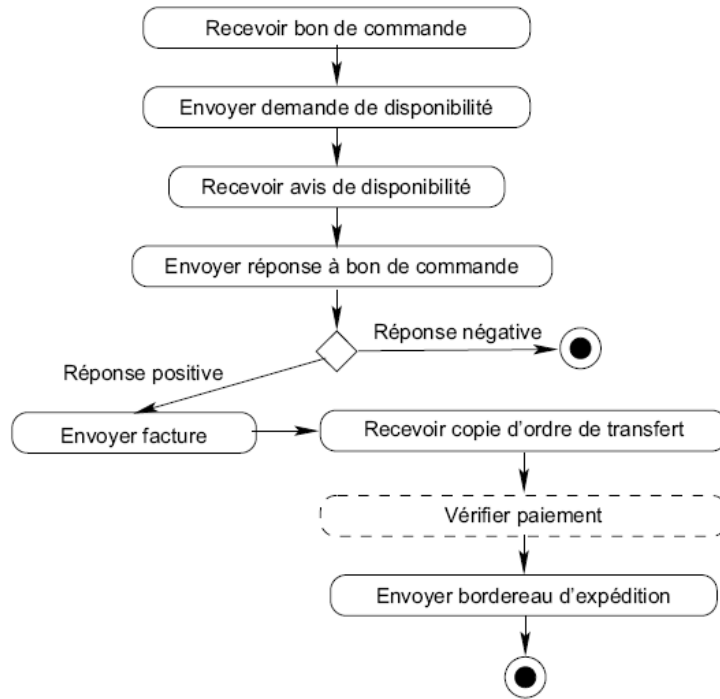 Recevoir bon de commande
Envoyer demande de disponibilité
Recevoir avis de disponibilité
Envoyer réponse à bon de commande
Réponse négative
Réponse positive
Envoyer facture
Recevoir copie d'ordre de transfert
Vérifier paiement
Envoyer bordereau d'expédition